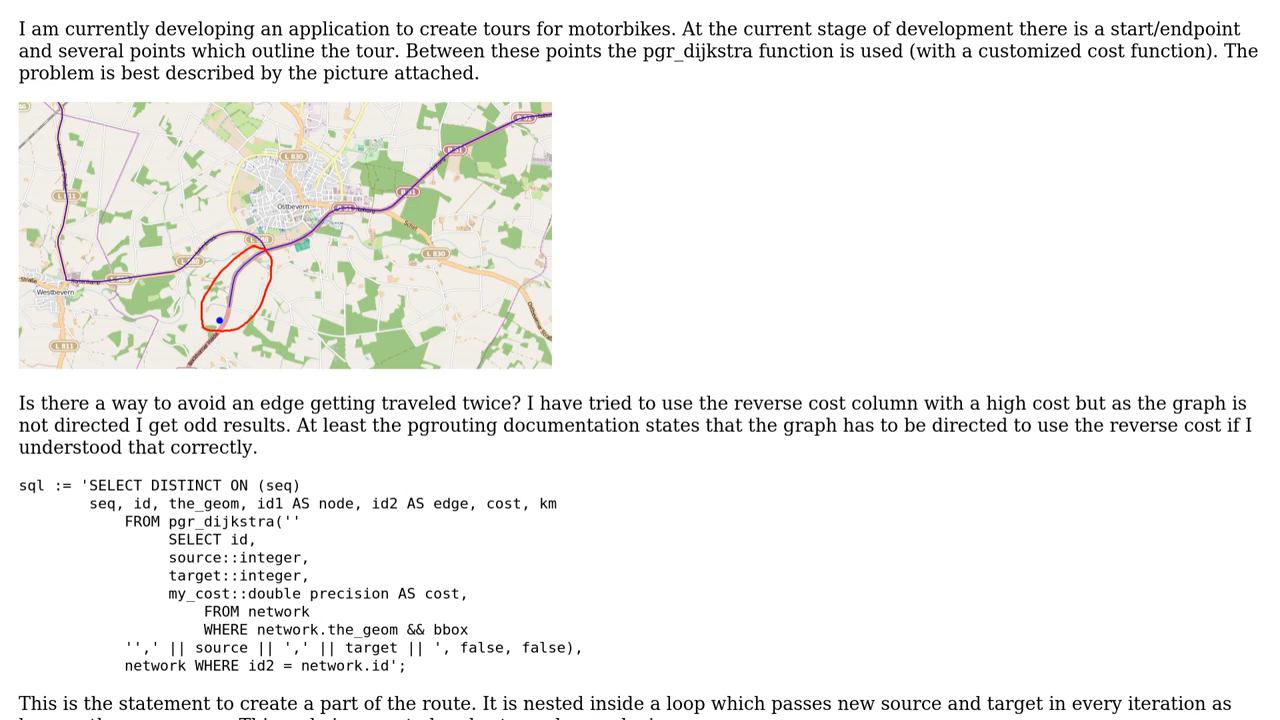 I am currently developing an application to create tours for motorbikes. At the current stage of development there is a start/endpoint
and several points which outline the tour. Between these points the pgr_dijkstra function is used (with a customized cost function). The
problem is best described by the picture attached.
L 830
Ostbevern
L 830
Westbevern
L 811
Is there a way to avoid an edge getting traveled twice? I have tried to use the reverse cost column with a high cost but as the graph is
not directed I get odd results. At least the pgrouting documentation states that the graph has to be directed to use the reverse cost if I
understood that correctly.
sql := 'SELECT DISTINCT ON (seq)
seq, id, the_geom, id1 AS node, id2 AS edge, cost, km
FROM pgr_dijkstra(''
SELECT id,
source::integer,
target::integer,
my_cost::double precision AS cost,
FROM network
WHERE network.the_geom && bbox
'',' || source || ',' || target || ', false, false),
network WHERE id2 = network.id';
This is the statement to create a part of the route. It is nested inside a loop which passes new source and target in every iteration as